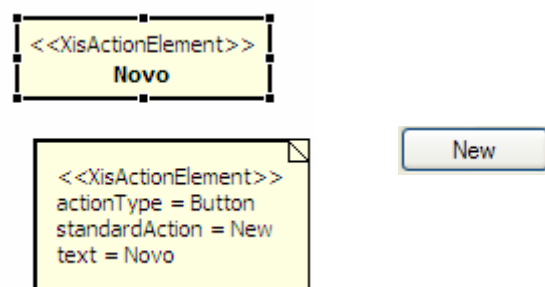 <<XisActionElement>>
Novo
<<XisActionElement>>
actionType = Button
standardAction = New
text = Novo
New